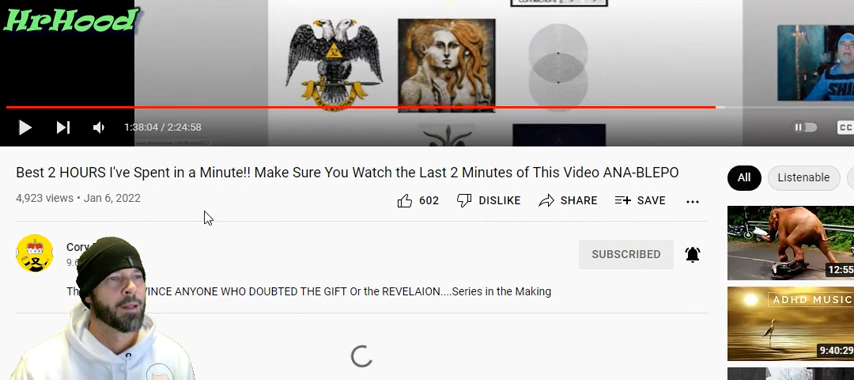 HrHood
1:38:04 / 2:24:58
CC
Best 2 HOURS I've Spent in a Minute!! Make Sure You Watch the Last 2 Minutes of This Video ANA-BLEPO
4,923 views • Jan 6, 2022
602 DISLIKE SHARE SAVE ...
All Listenable
Cory
SUBSCRIBED
VINCE ANYONE WHO DOUBTED THE GIFT Or the REVELAION....Series in the Making
12:55
ADHD MUSIC
9:40:29